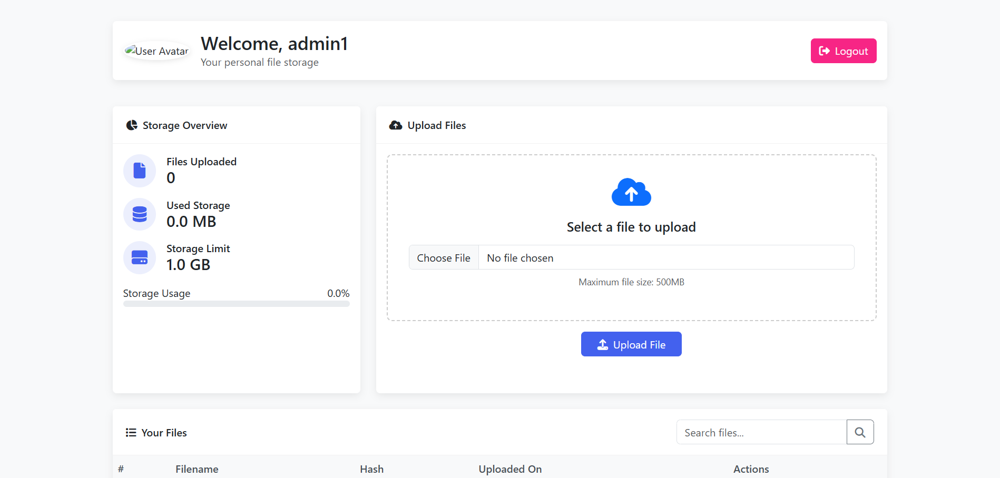 User Avatar
Welcome, admin1
Your personal file storage
Logout
Storage Overview
Files Uploaded
0
Used Storage
0.0 MB
Storage Limit
1.0 GB
Storage Usage 0.0%
Upload Files
Select a file to upload
Choose File No file chosen
Maximum file size: 500MB
Upload File
Your Files
Search files...
# Filename Hash Uploaded On Actions